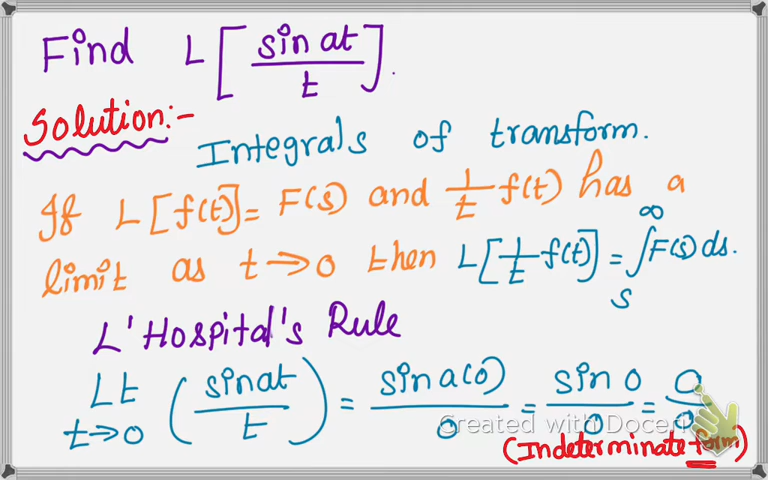 Find L[sin at / t].
Solution:-
Integrals of transform.
If L[f(t)] = F(s) and 1/t f(t) has a
limit as t→0 then L[1/t f(t)] = ∫_s^∞ F(s) ds.
L'Hospital's Rule
Lt t→0 (sin at / t) = sin a(0) / 0 = sin 0 / 0 = 0/0
Created with Doceri
(Indeterminate form)